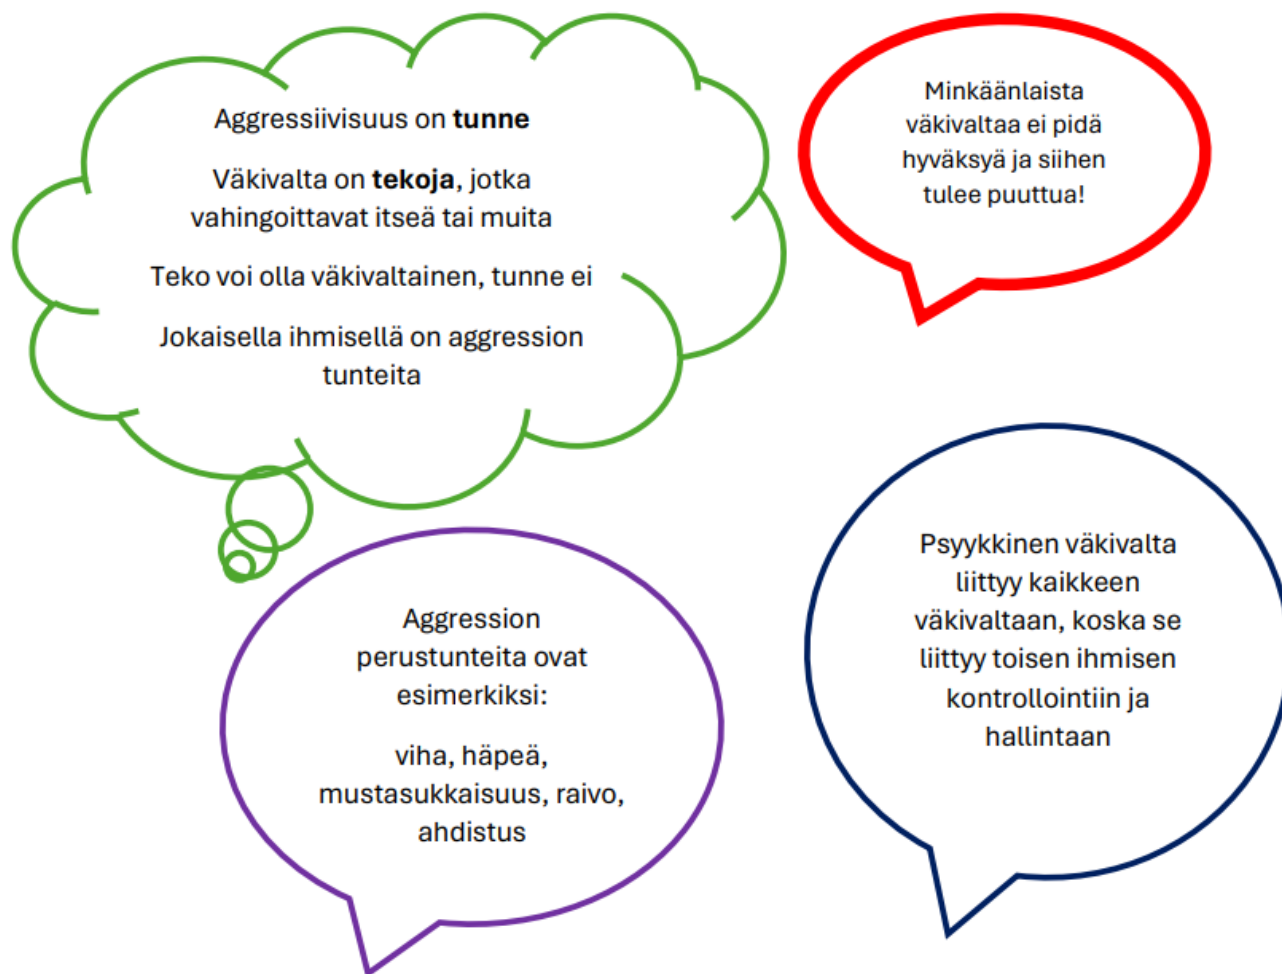 Aggressiivisuus on tunne
Väkivalta on tekoja, jotka
vahingoittavat itseä tai muita
Teko voi olla väkivaltainen, tunne ei
Jokaisella ihmisellä on aggression
tunteita
Minkäänlaista
väkivaltaa ei pidä
hyväksyä ja siihen
tulee puuttua!
Aggression
perustunteita ovat
esimerkiksi:
viha, häpeä,
mustasukkaisuus, raivo,
ahdistus
Psyykkinen väkivalta
liittyy kaikkeen
väkivaltaan, koska se
liittyy toisen ihmisen
kontrollointiin ja
hallintaan